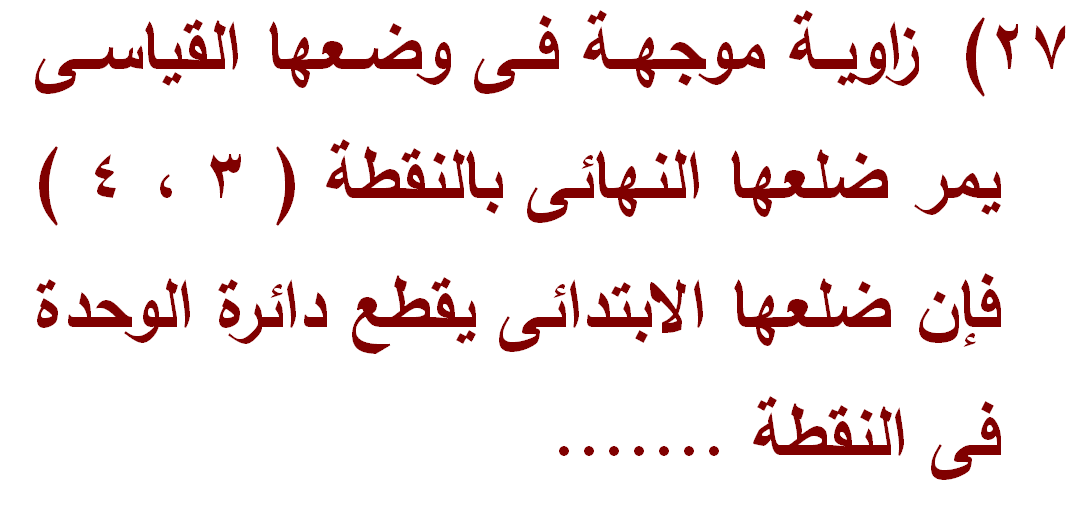 ٢٧) زاوية موجهة فى وضعها القياسى
يمر ضلعها النهائى بالنقطة ( ٣ ، ٤ )
فإن ضلعها الابتدائى يقطع دائرة الوحدة
فى النقطة .......